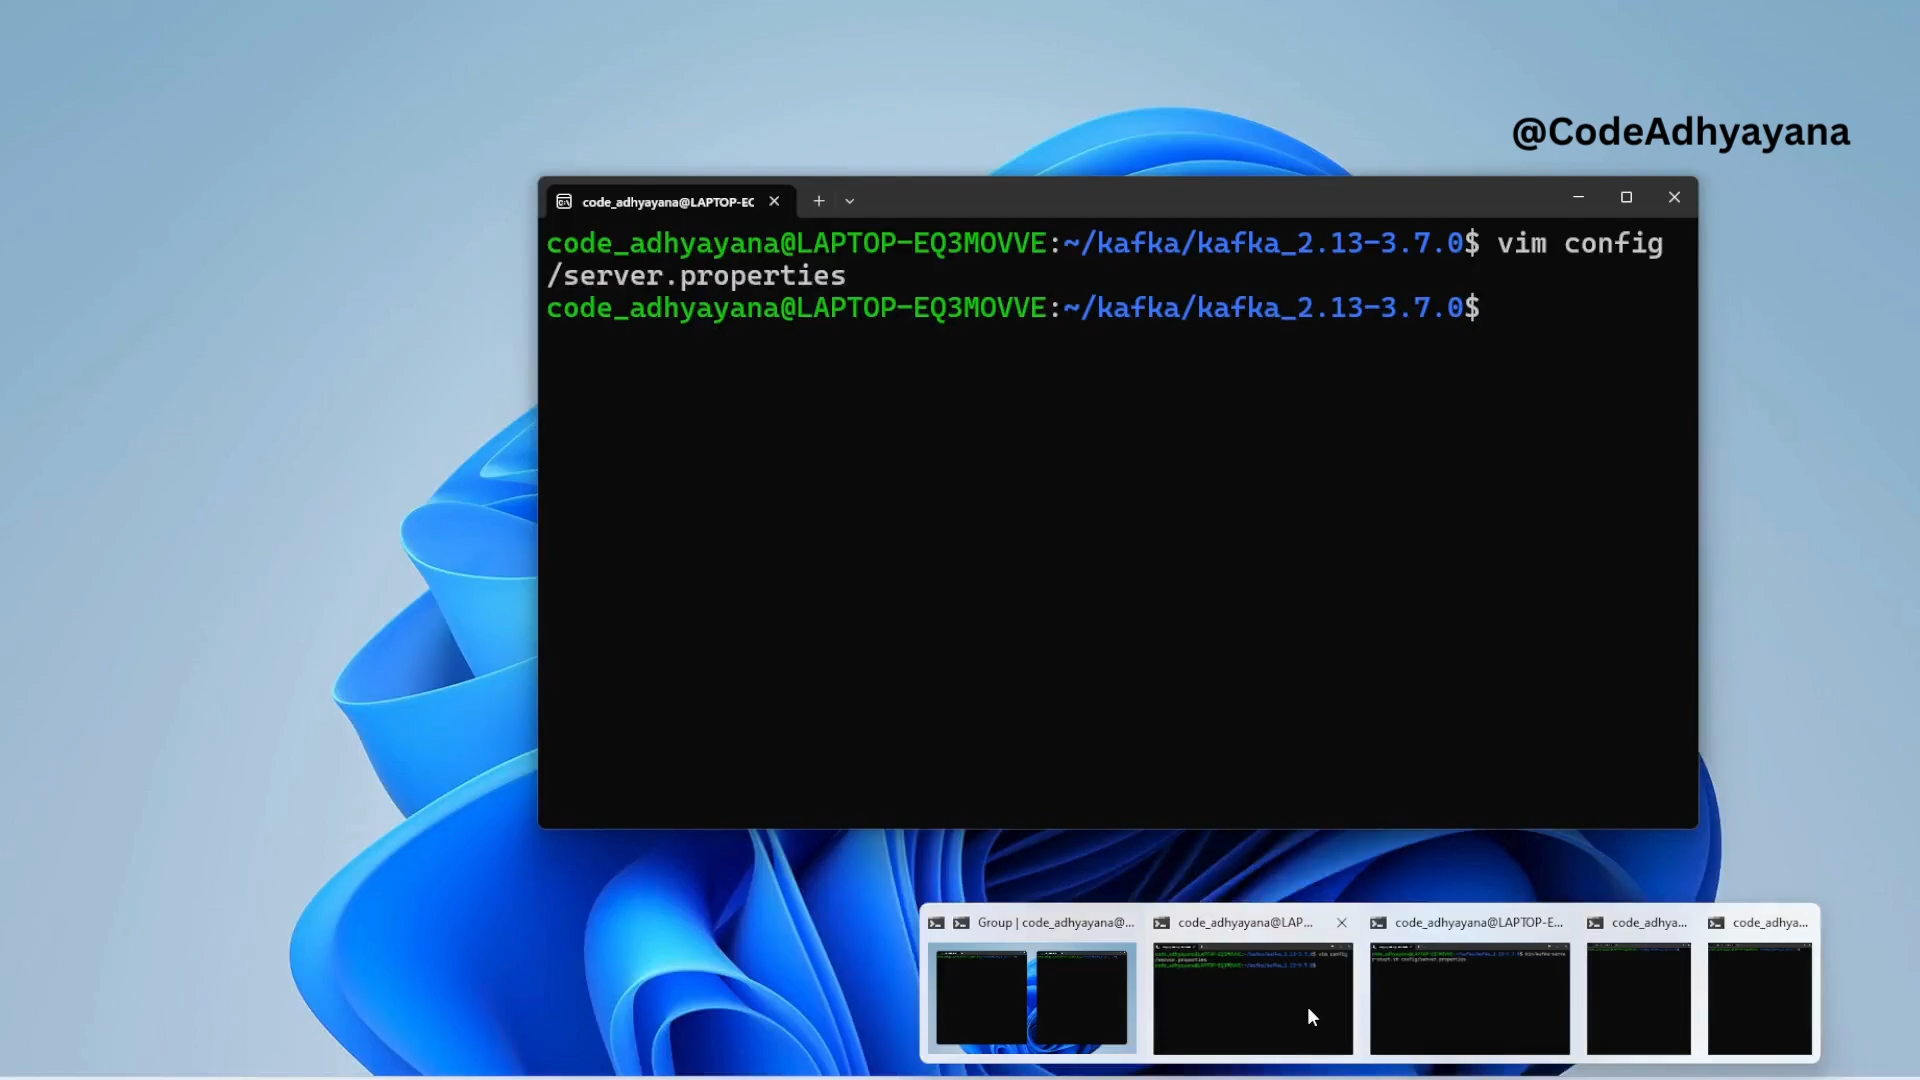 @CodeAdhyayana
code_adhyayana@LAPTOP-EC
code_adhyayana@LAPTOP-EQ3MOVVE:~/kafka/kafka_2.13-3.7.0$ vim config
/server.properties
code_adhyayana@LAPTOP-EQ3MOVVE:~/kafka/kafka_2.13-3.7.0$
Group | code_adhyayana@...
code_adhyayana@LAP...
code_adhyayana@LAPTOP-E...
code_adhya...
code_adhya...